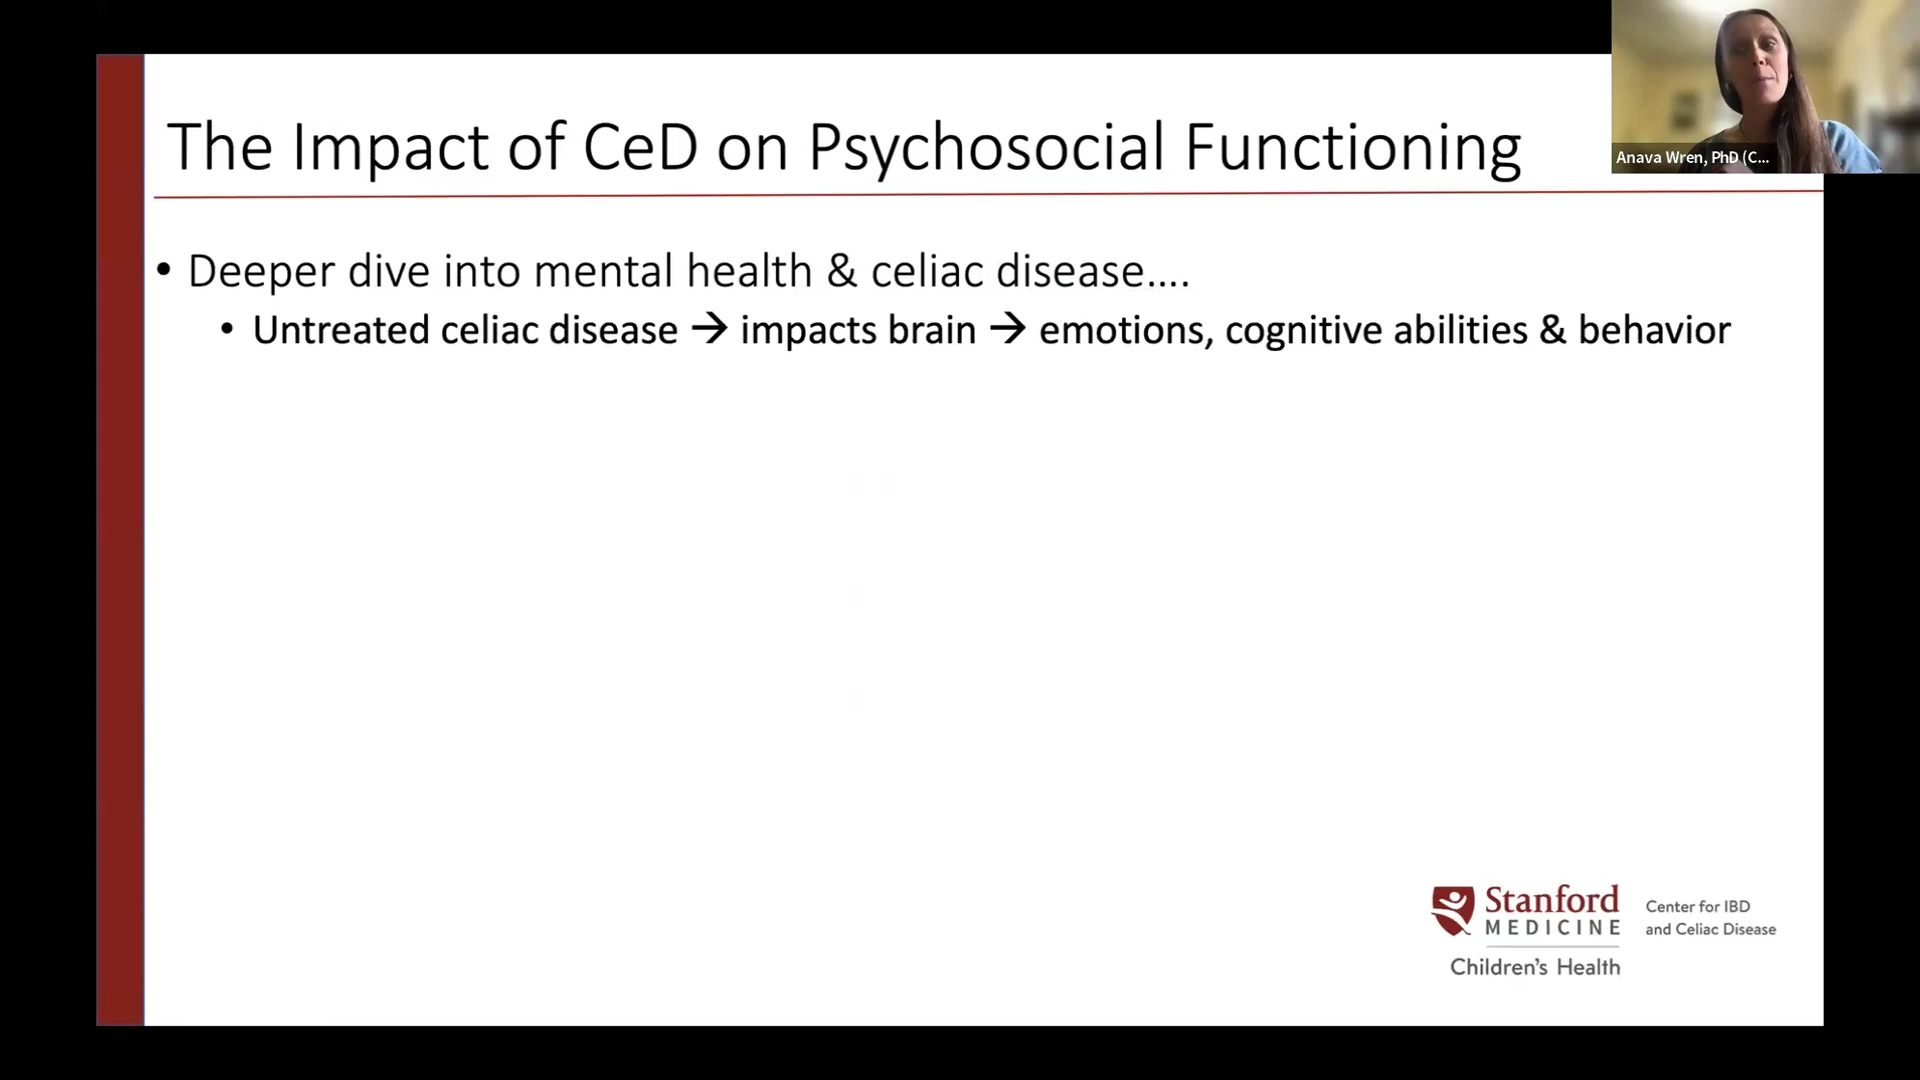 The Impact of CeD on Psychosocial Functioning
Anava Wren, PhD (C...
• Deeper dive into mental health & celiac disease....
• Untreated celiac disease → impacts brain → emotions, cognitive abilities & behavior
Stanford
MEDICINE
Children's Health
Center for IBD
and Celiac Disease